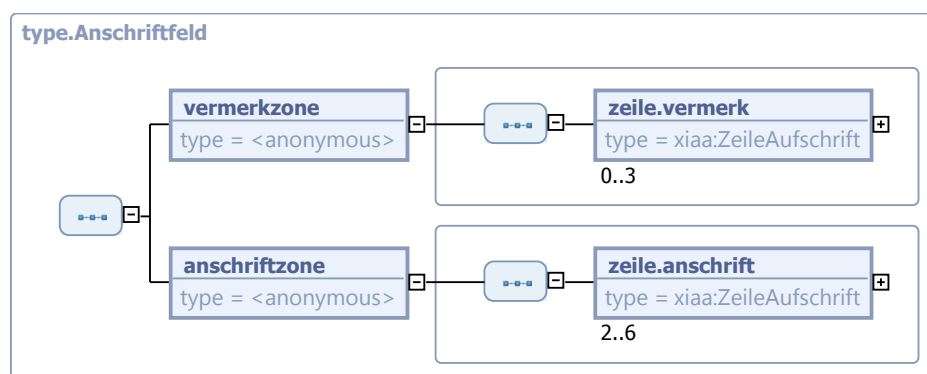 type.Anschriftfeld
vermerkzone
type = <anonymous>
zeile.vermerk
type = xiaa:ZeileAufschrift
0..3
anschriftzone
type = <anonymous>
zeile.anschrift
type = xiaa:ZeileAufschrift
2..6